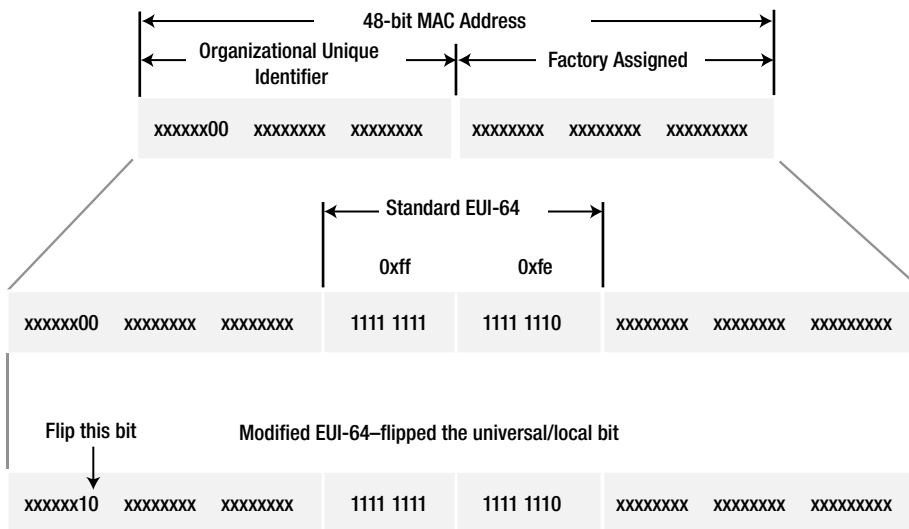 48-bit MAC Address
Organizational Unique
Identifier
Factory Assigned
xxxxxx00 xxxxxxxx xxxxxxxx xxxxxxxx xxxxxxxx xxxxxxxxx
Standard EUI-64
0xff 0xfe
xxxxxx00 xxxxxxxx xxxxxxxx 1111 1111 1111 1110 xxxxxxxx xxxxxxxx xxxxxxxxx
Flip this bit Modified EUI-64–flipped the universal/local bit
xxxxxx10 xxxxxxxx xxxxxxxx 1111 1111 1111 1110 xxxxxxxx xxxxxxxx xxxxxxxxx